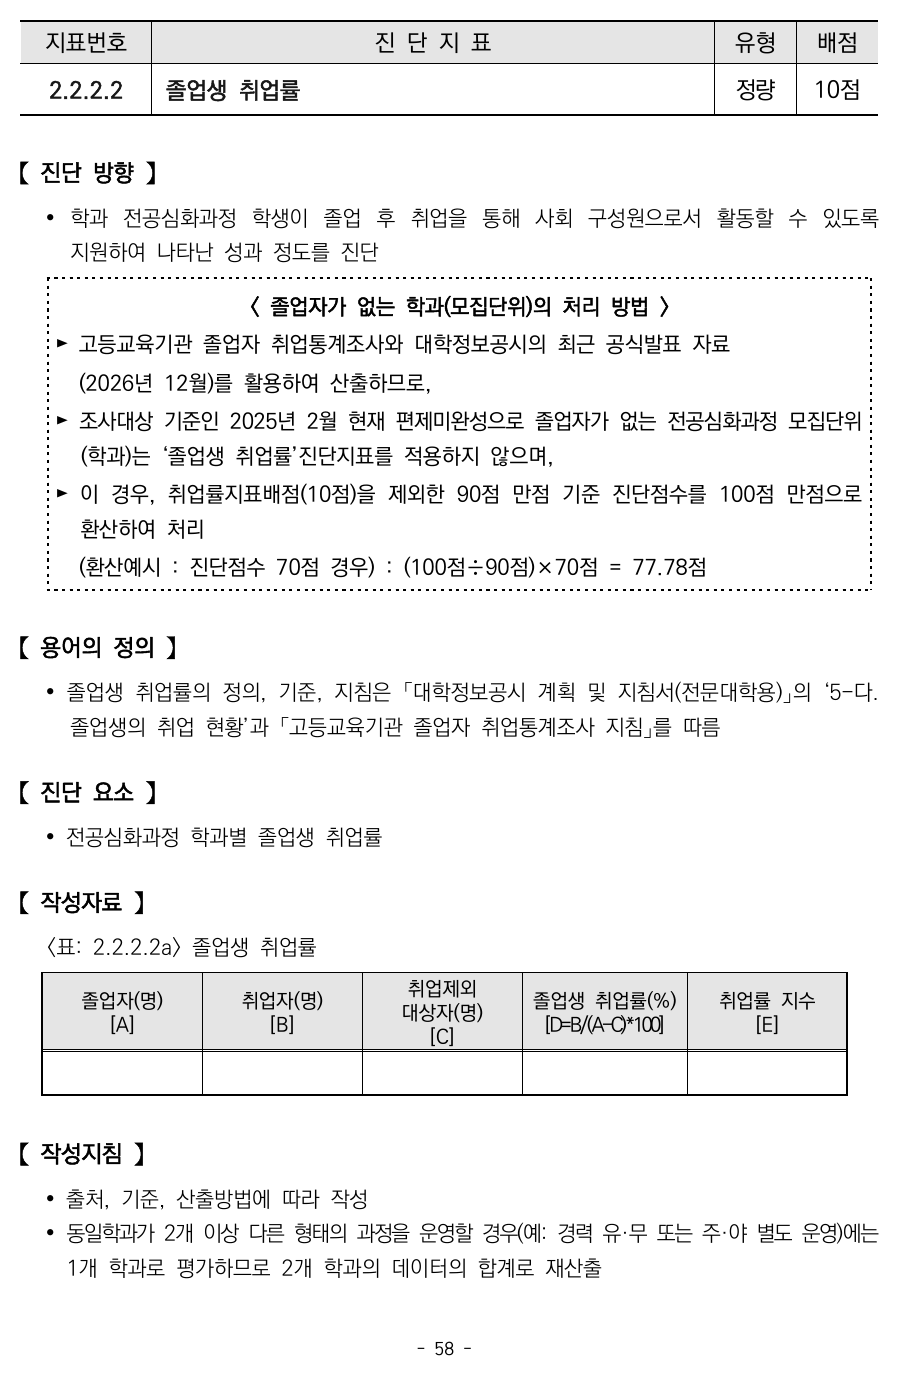 지표번호 진 단 지 표 유형 배점
2.2.2.2 졸업생 취업률 정량 10점
【 진단 방향 】
• 학과 전공심화과정 학생이 졸업 후 취업을 통해 사회 구성원으로서 활동할 수 있도록
지원하여 나타난 성과 정도를 진단
〈 졸업자가 없는 학과(모집단위)의 처리 방법 〉
► 고등교육기관 졸업자 취업통계조사와 대학정보공시의 최근 공식발표 자료
(2026년 12월)를 활용하여 산출하므로,
► 조사대상 기준인 2025년 2월 현재 편제미완성으로 졸업자가 없는 전공심화과정 모집단위
(학과)는 ‘졸업생 취업률’진단지표를 적용하지 않으며,
► 이 경우, 취업률지표배점(10점)을 제외한 90점 만점 기준 진단점수를 100점 만점으로
환산하여 처리
(환산예시 : 진단점수 70점 경우) : (100점÷90점)×70점 = 77.78점
【 용어의 정의 】
• 졸업생 취업률의 정의, 기준, 지침은「대학정보공시 계획 및 지침서(전문대학용)」의 ‘5-다.
졸업생의 취업 현황’과「고등교육기관 졸업자 취업통계조사 지침」를 따름
【 진단 요소 】
• 전공심화과정 학과별 졸업생 취업률
【 작성자료 】
〈표: 2.2.2.2a〉 졸업생 취업률
졸업자(명) [A] 취업자(명) [B] 취업제외 대상자(명) [C] 졸업생 취업률(%) [D=B/(A-C)*100] 취업률 지수 [E]
【 작성지침 】
• 출처, 기준, 산출방법에 따라 작성
• 동일학과가 2개 이상 다른 형태의 과정을 운영할 경우(예: 경력 유·무 또는 주·야 별도 운영)에는
1개 학과로 평가하므로 2개 학과의 데이터의 합계로 재산출
- 58 -